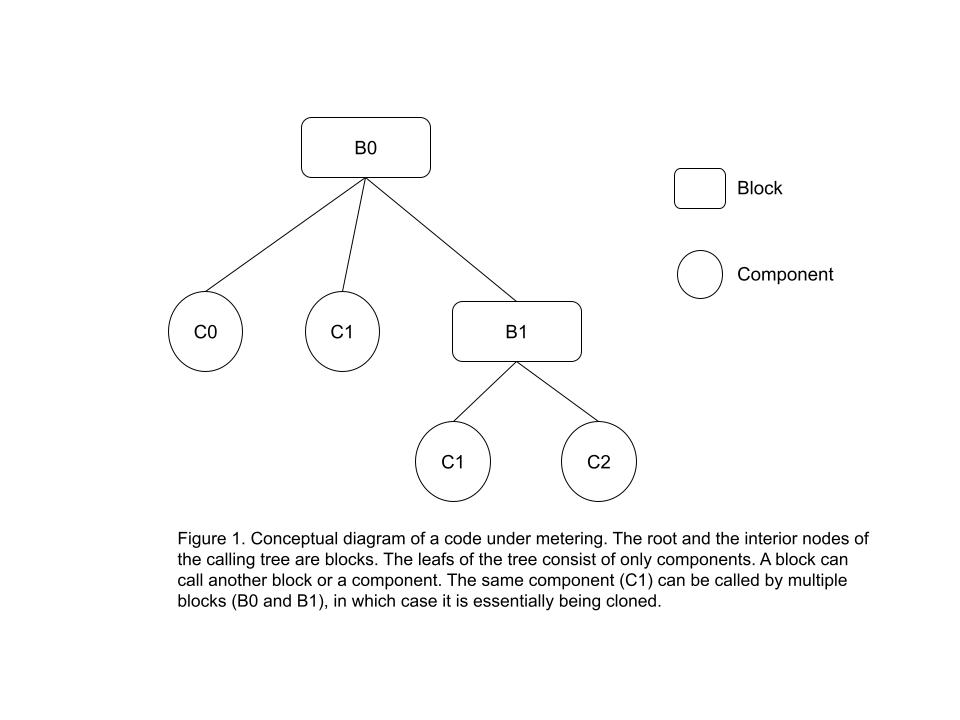 B0
Block
Component
C0
C1
B1
C1
C2
Figure 1. Conceptual diagram of a code under metering. The root and the interior nodes of
the calling tree are blocks. The leafs of the tree consist of only components. A block can
call another block or a component. The same component (C1) can be called by multiple
blocks (B0 and B1), in which case it is essentially being cloned.